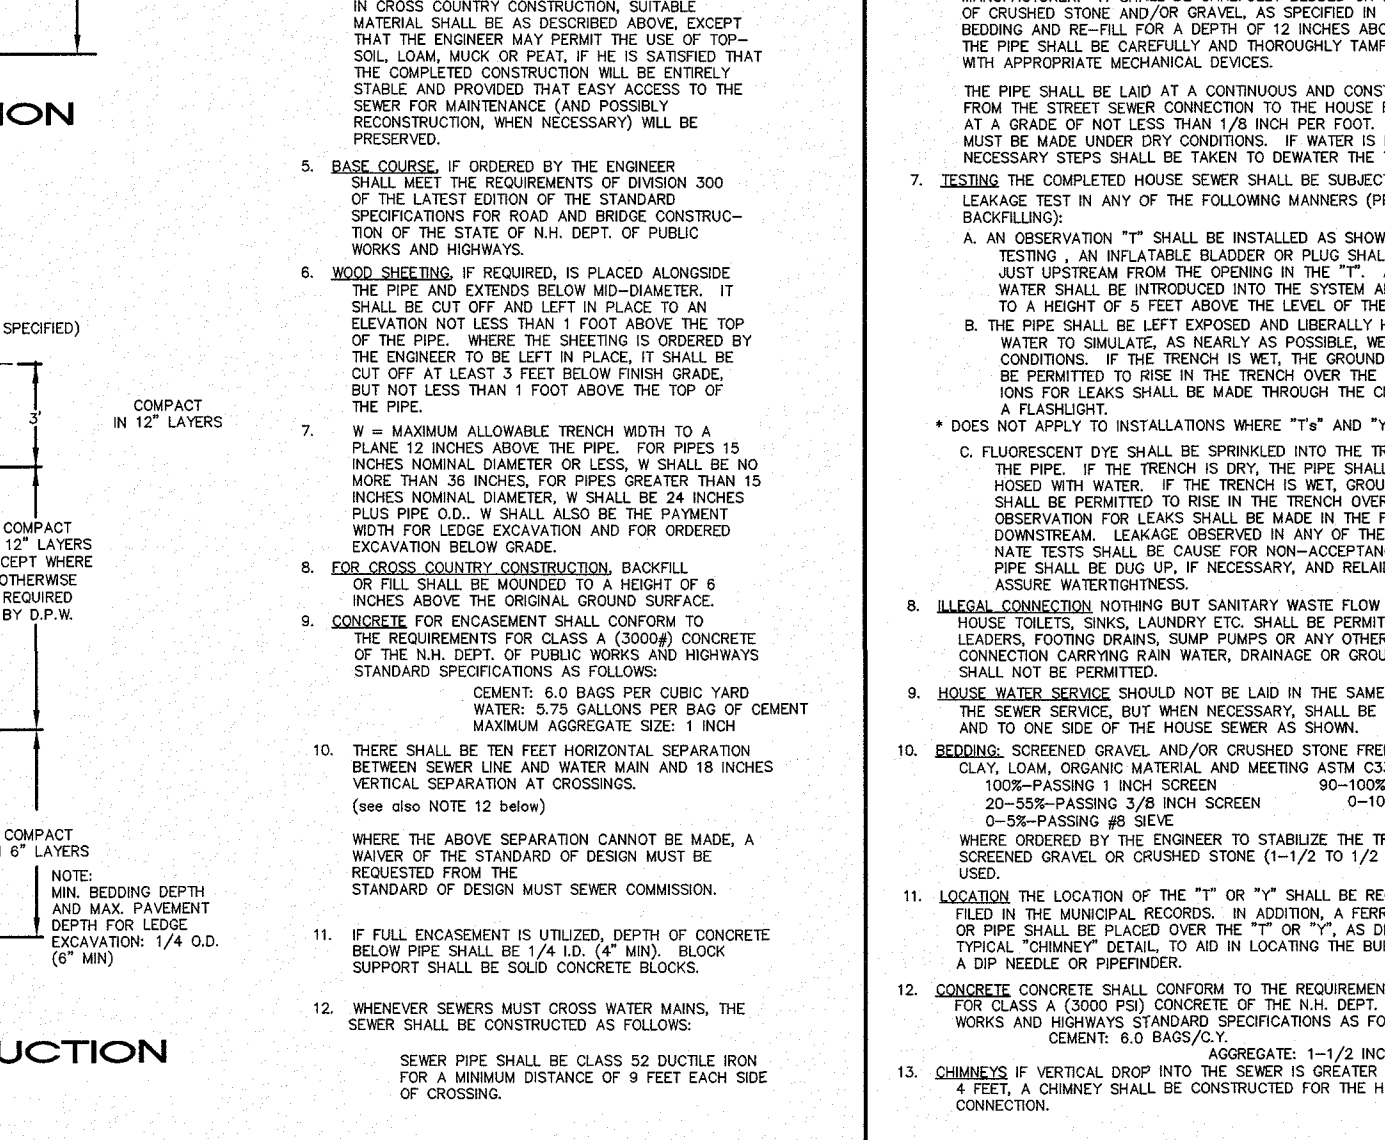 ION
SPECIFIED)
3'
COMPACT
IN 12" LAYERS
COMPACT
12" LAYERS
CEPT WHERE
OTHERWISE
REQUIRED
BY D.P.W.
COMPACT
6" LAYERS
NOTE:
MIN. BEDDING DEPTH
AND MAX. PAVEMENT
DEPTH FOR LEDGE
EXCAVATION: 1/4 O.D.
(6" MIN)
UCTION
IN CROSS COUNTRY CONSTRUCTION, SUITABLE
MATERIAL SHALL BE AS DESCRIBED ABOVE, EXCEPT
THAT THE ENGINEER MAY PERMIT THE USE OF TOP-
SOIL, LOAM, MUCK OR PEAT, IF HE IS SATISFIED THAT
THE COMPLETED CONSTRUCTION WILL BE ENTIRELY
STABLE AND PROVIDED THAT EASY ACCESS TO THE
SEWER FOR MAINTENANCE (AND POSSIBLY
RECONSTRUCTION, WHEN NECESSARY) WILL BE
PRESERVED.
5. BASE COURSE, IF ORDERED BY THE ENGINEER
SHALL MEET THE REQUIREMENTS OF DIVISION 300
OF THE LATEST EDITION OF THE STANDARD
SPECIFICATIONS FOR ROAD AND BRIDGE CONSTRUC-
TION OF THE STATE OF N.H. DEPT. OF PUBLIC
WORKS AND HIGHWAYS.
6. WOOD SHEETING, IF REQUIRED, IS PLACED ALONGSIDE
THE PIPE AND EXTENDS BELOW MID-DIAMETER. IT
SHALL BE CUT OFF AND LEFT IN PLACE TO AN
ELEVATION NOT LESS THAN 1 FOOT ABOVE THE TOP
OF THE PIPE. WHERE THE SHEETING IS ORDERED BY
THE ENGINEER TO BE LEFT IN PLACE, IT SHALL BE
CUT OFF AT LEAST 3 FEET BELOW FINISH GRADE,
BUT NOT LESS THAN 1 FOOT ABOVE THE TOP OF
THE PIPE.
7. W = MAXIMUM ALLOWABLE TRENCH WIDTH TO A
PLANE 12 INCHES ABOVE THE PIPE. FOR PIPES 15
INCHES NOMINAL DIAMETER OR LESS, W SHALL BE NO
MORE THAN 36 INCHES, FOR PIPES GREATER THAN 15
INCHES NOMINAL DIAMETER, W SHALL BE 24 INCHES
PLUS PIPE O.D.. W SHALL ALSO BE THE PAYMENT
WIDTH FOR LEDGE EXCAVATION AND FOR ORDERED
EXCAVATION BELOW GRADE.
8. FOR CROSS COUNTRY CONSTRUCTION, BACKFILL
OR FILL SHALL BE MOUNDED TO A HEIGHT OF 6
INCHES ABOVE THE ORIGINAL GROUND SURFACE.
9. CONCRETE FOR ENCASEMENT SHALL CONFORM TO
THE REQUIREMENTS FOR CLASS A (3000#) CONCRETE
OF THE N.H. DEPT. OF PUBLIC WORKS AND HIGHWAYS
STANDARD SPECIFICATIONS AS FOLLOWS:
CEMENT: 6.0 BAGS PER CUBIC YARD
WATER: 5.75 GALLONS PER BAG OF CEMENT
MAXIMUM AGGREGATE SIZE: 1 INCH
10. THERE SHALL BE TEN FEET HORIZONTAL SEPARATION
BETWEEN SEWER LINE AND WATER MAIN AND 18 INCHES
VERTICAL SEPARATION AT CROSSINGS.
(see also NOTE 12 below)
WHERE THE ABOVE SEPARATION CANNOT BE MADE, A
WAIVER OF THE STANDARD OF DESIGN MUST BE
REQUESTED FROM THE
STANDARD OF DESIGN MUST SEWER COMMISSION.
11. IF FULL ENCASEMENT IS UTILIZED, DEPTH OF CONCRETE
BELOW PIPE SHALL BE 1/4 I.D. (4" MIN). BLOCK
SUPPORT SHALL BE SOLID CONCRETE BLOCKS.
12. WHENEVER SEWERS MUST CROSS WATER MAINS, THE
SEWER SHALL BE CONSTRUCTED AS FOLLOWS:
SEWER PIPE SHALL BE CLASS 52 DUCTILE IRON
FOR A MINIMUM DISTANCE OF 9 FEET EACH SIDE
OF CROSSING.
OF CRUSHED STONE AND/OR GRAVEL, AS SPECIFIED IN
BEDDING AND RE-FILL FOR A DEPTH OF 12 INCHES ABO
THE PIPE SHALL BE CAREFULLY AND THOROUGHLY TAMP
WITH APPROPRIATE MECHANICAL DEVICES.
THE PIPE SHALL BE LAID AT A CONTINUOUS AND CONS
FROM THE STREET SEWER CONNECTION TO THE HOUSE
AT A GRADE OF NOT LESS THAN 1/8 INCH PER FOOT.
MUST BE MADE UNDER DRY CONDITIONS. IF WATER IS
NECESSARY STEPS SHALL BE TAKEN TO DEWATER THE
7. TESTING THE COMPLETED HOUSE SEWER SHALL BE SUBJECT
LEAKAGE TEST IN ANY OF THE FOLLOWING MANNERS (P
BACKFILLING):
A. AN OBSERVATION "T" SHALL BE INSTALLED AS SHOW
TESTING , AN INFLATABLE BLADDER OR PLUG SHAL
JUST UPSTREAM FROM THE OPENING IN THE "T".
WATER SHALL BE INTRODUCED INTO THE SYSTEM A
TO A HEIGHT OF 5 FEET ABOVE THE LEVEL OF THE
B. THE PIPE SHALL BE LEFT EXPOSED AND LIBERALLY H
WATER TO SIMULATE, AS NEARLY AS POSSIBLE, WE
CONDITIONS. IF THE TRENCH IS WET, THE GROUND
BE PERMITTED TO RISE IN THE TRENCH OVER THE
IONS FOR LEAKS SHALL BE MADE THROUGH THE C
A FLASHLIGHT.
* DOES NOT APPLY TO INSTALLATIONS WHERE "T's" AND "Y
C. FLUORESCENT DYE SHALL BE SPRINKLED INTO THE TR
THE PIPE. IF THE TRENCH IS DRY, THE PIPE SHALL
HOSED WITH WATER. IF THE TRENCH IS WET, GROU
SHALL BE PERMITTED TO RISE IN THE TRENCH OVER
OBSERVATION FOR LEAKS SHALL BE MADE IN THE F
DOWNSTREAM. LEAKAGE OBSERVED IN ANY OF THE
NATE TESTS SHALL BE CAUSE FOR NON-ACCEPTAN
PIPE SHALL BE DUG UP, IF NECESSARY, AND RELAI
ASSURE WATERTIGHTNESS.
8. ILLEGAL CONNECTION NOTHING BUT SANITARY WASTE FLOW
HOUSE TOILETS, SINKS, LAUNDRY ETC. SHALL BE PERMIT
LEADERS, FOOTING DRAINS, SUMP PUMPS OR ANY OTHER
CONNECTION CARRYING RAIN WATER, DRAINAGE OR GROU
SHALL NOT BE PERMITTED.
9. HOUSE WATER SERVICE SHOULD NOT BE LAID IN THE SAME
THE SEWER SERVICE, BUT WHEN NECESSARY, SHALL BE
AND TO ONE SIDE OF THE HOUSE SEWER AS SHOWN.
10. BEDDING: SCREENED GRAVEL AND/OR CRUSHED STONE FREE
CLAY, LOAM, ORGANIC MATERIAL AND MEETING ASTM C3
100%-PASSING 1 INCH SCREEN 90-100%
20-55%-PASSING 3/8 INCH SCREEN 0-10
0-5%-PASSING #8 SIEVE
WHERE ORDERED BY THE ENGINEER TO STABILIZE THE TR
SCREENED GRAVEL OR CRUSHED STONE (1-1/2 TO 1/2
USED.
11. LOCATION THE LOCATION OF THE "T" OR "Y" SHALL BE RE
FILED IN THE MUNICIPAL RECORDS. IN ADDITION, A FERR
OR PIPE SHALL BE PLACED OVER THE "T" OR "Y", AS D
TYPICAL "CHIMNEY" DETAIL, TO AID IN LOCATING THE BU
A DIP NEEDLE OR PIPEFINDER.
12. CONCRETE CONCRETE SHALL CONFORM TO THE REQUIREMEN
FOR CLASS A (3000 PSI) CONCRETE OF THE N.H. DEPT.
WORKS AND HIGHWAYS STANDARD SPECIFICATIONS AS FO
CEMENT: 6.0 BAGS/C.Y.
AGGREGATE: 1-1/2 INC
13. CHIMNEYS IF VERTICAL DROP INTO THE SEWER IS GREATER
4 FEET, A CHIMNEY SHALL BE CONSTRUCTED FOR THE H
CONNECTION.